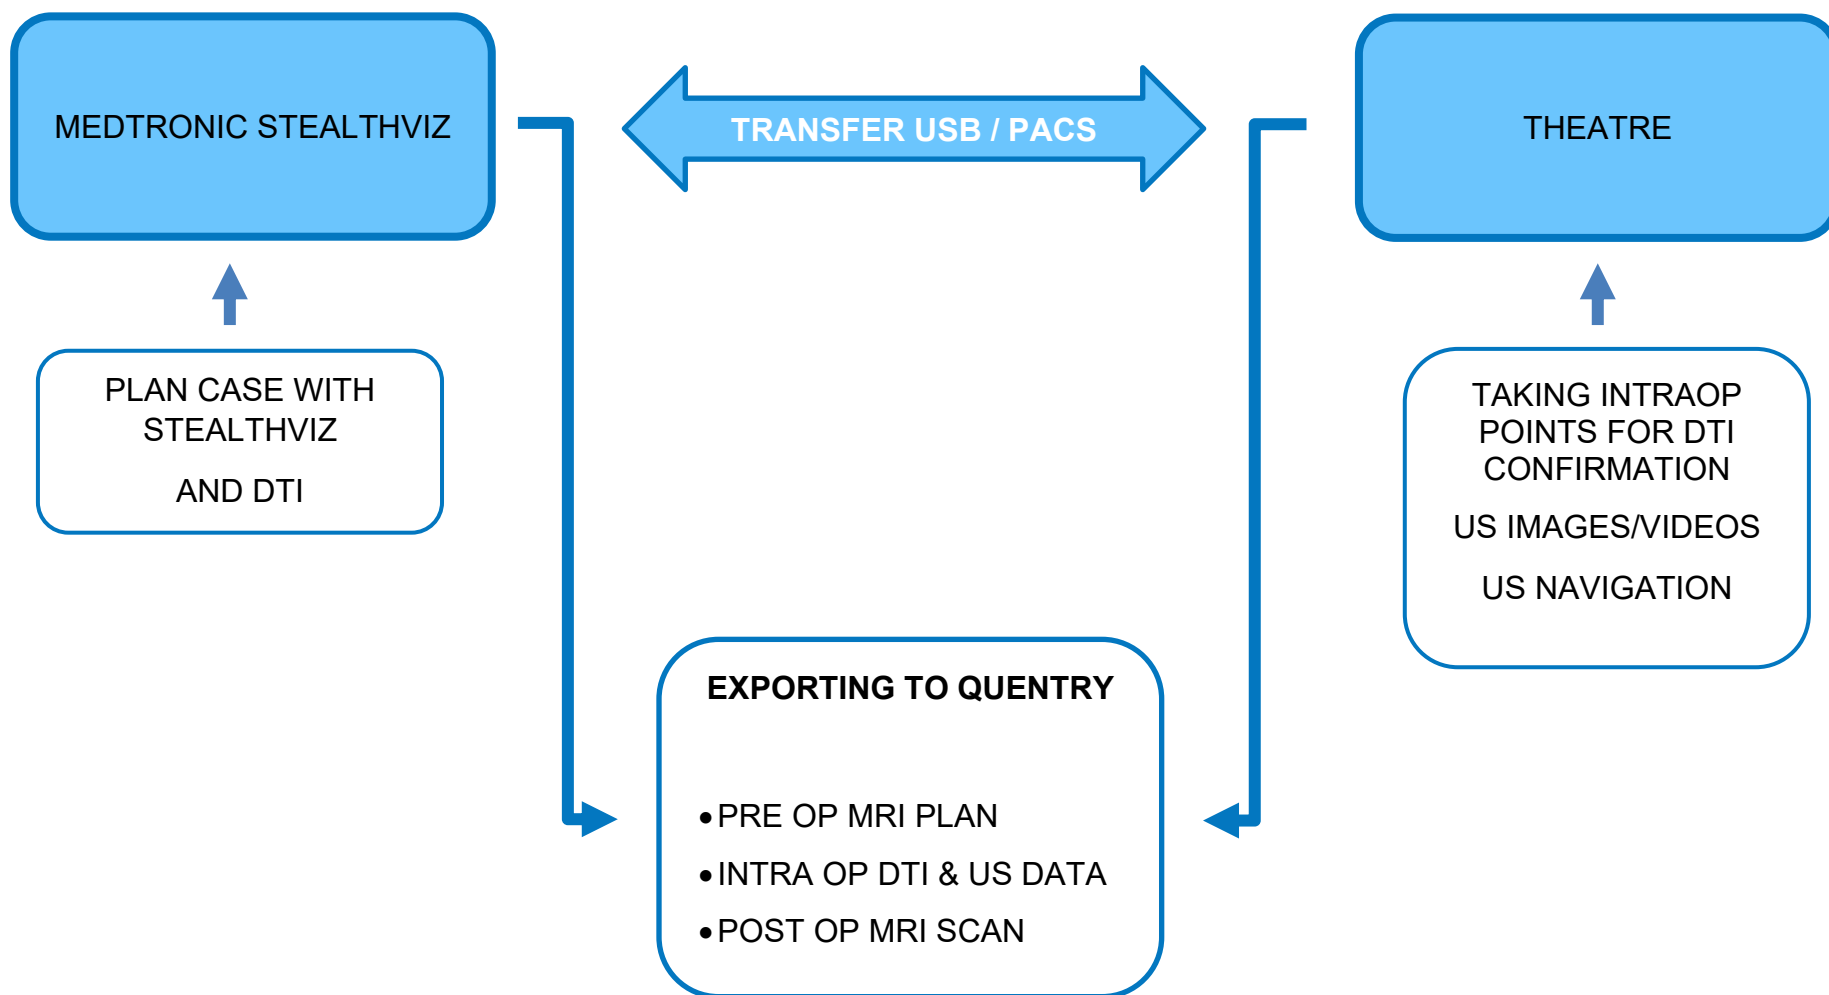 MEDTRONIC STEALTHVIZ
TRANSFER USB / PACS
THEATRE
PLAN CASE WITH
STEALTHVIZ
AND DTI
TAKING INTRAOP
POINTS FOR DTI
CONFIRMATION
US IMAGES/VIDEOS
US NAVIGATION
EXPORTING TO QUENTRY
• PRE OP MRI PLAN
• INTRA OP DTI & US DATA
• POST OP MRI SCAN